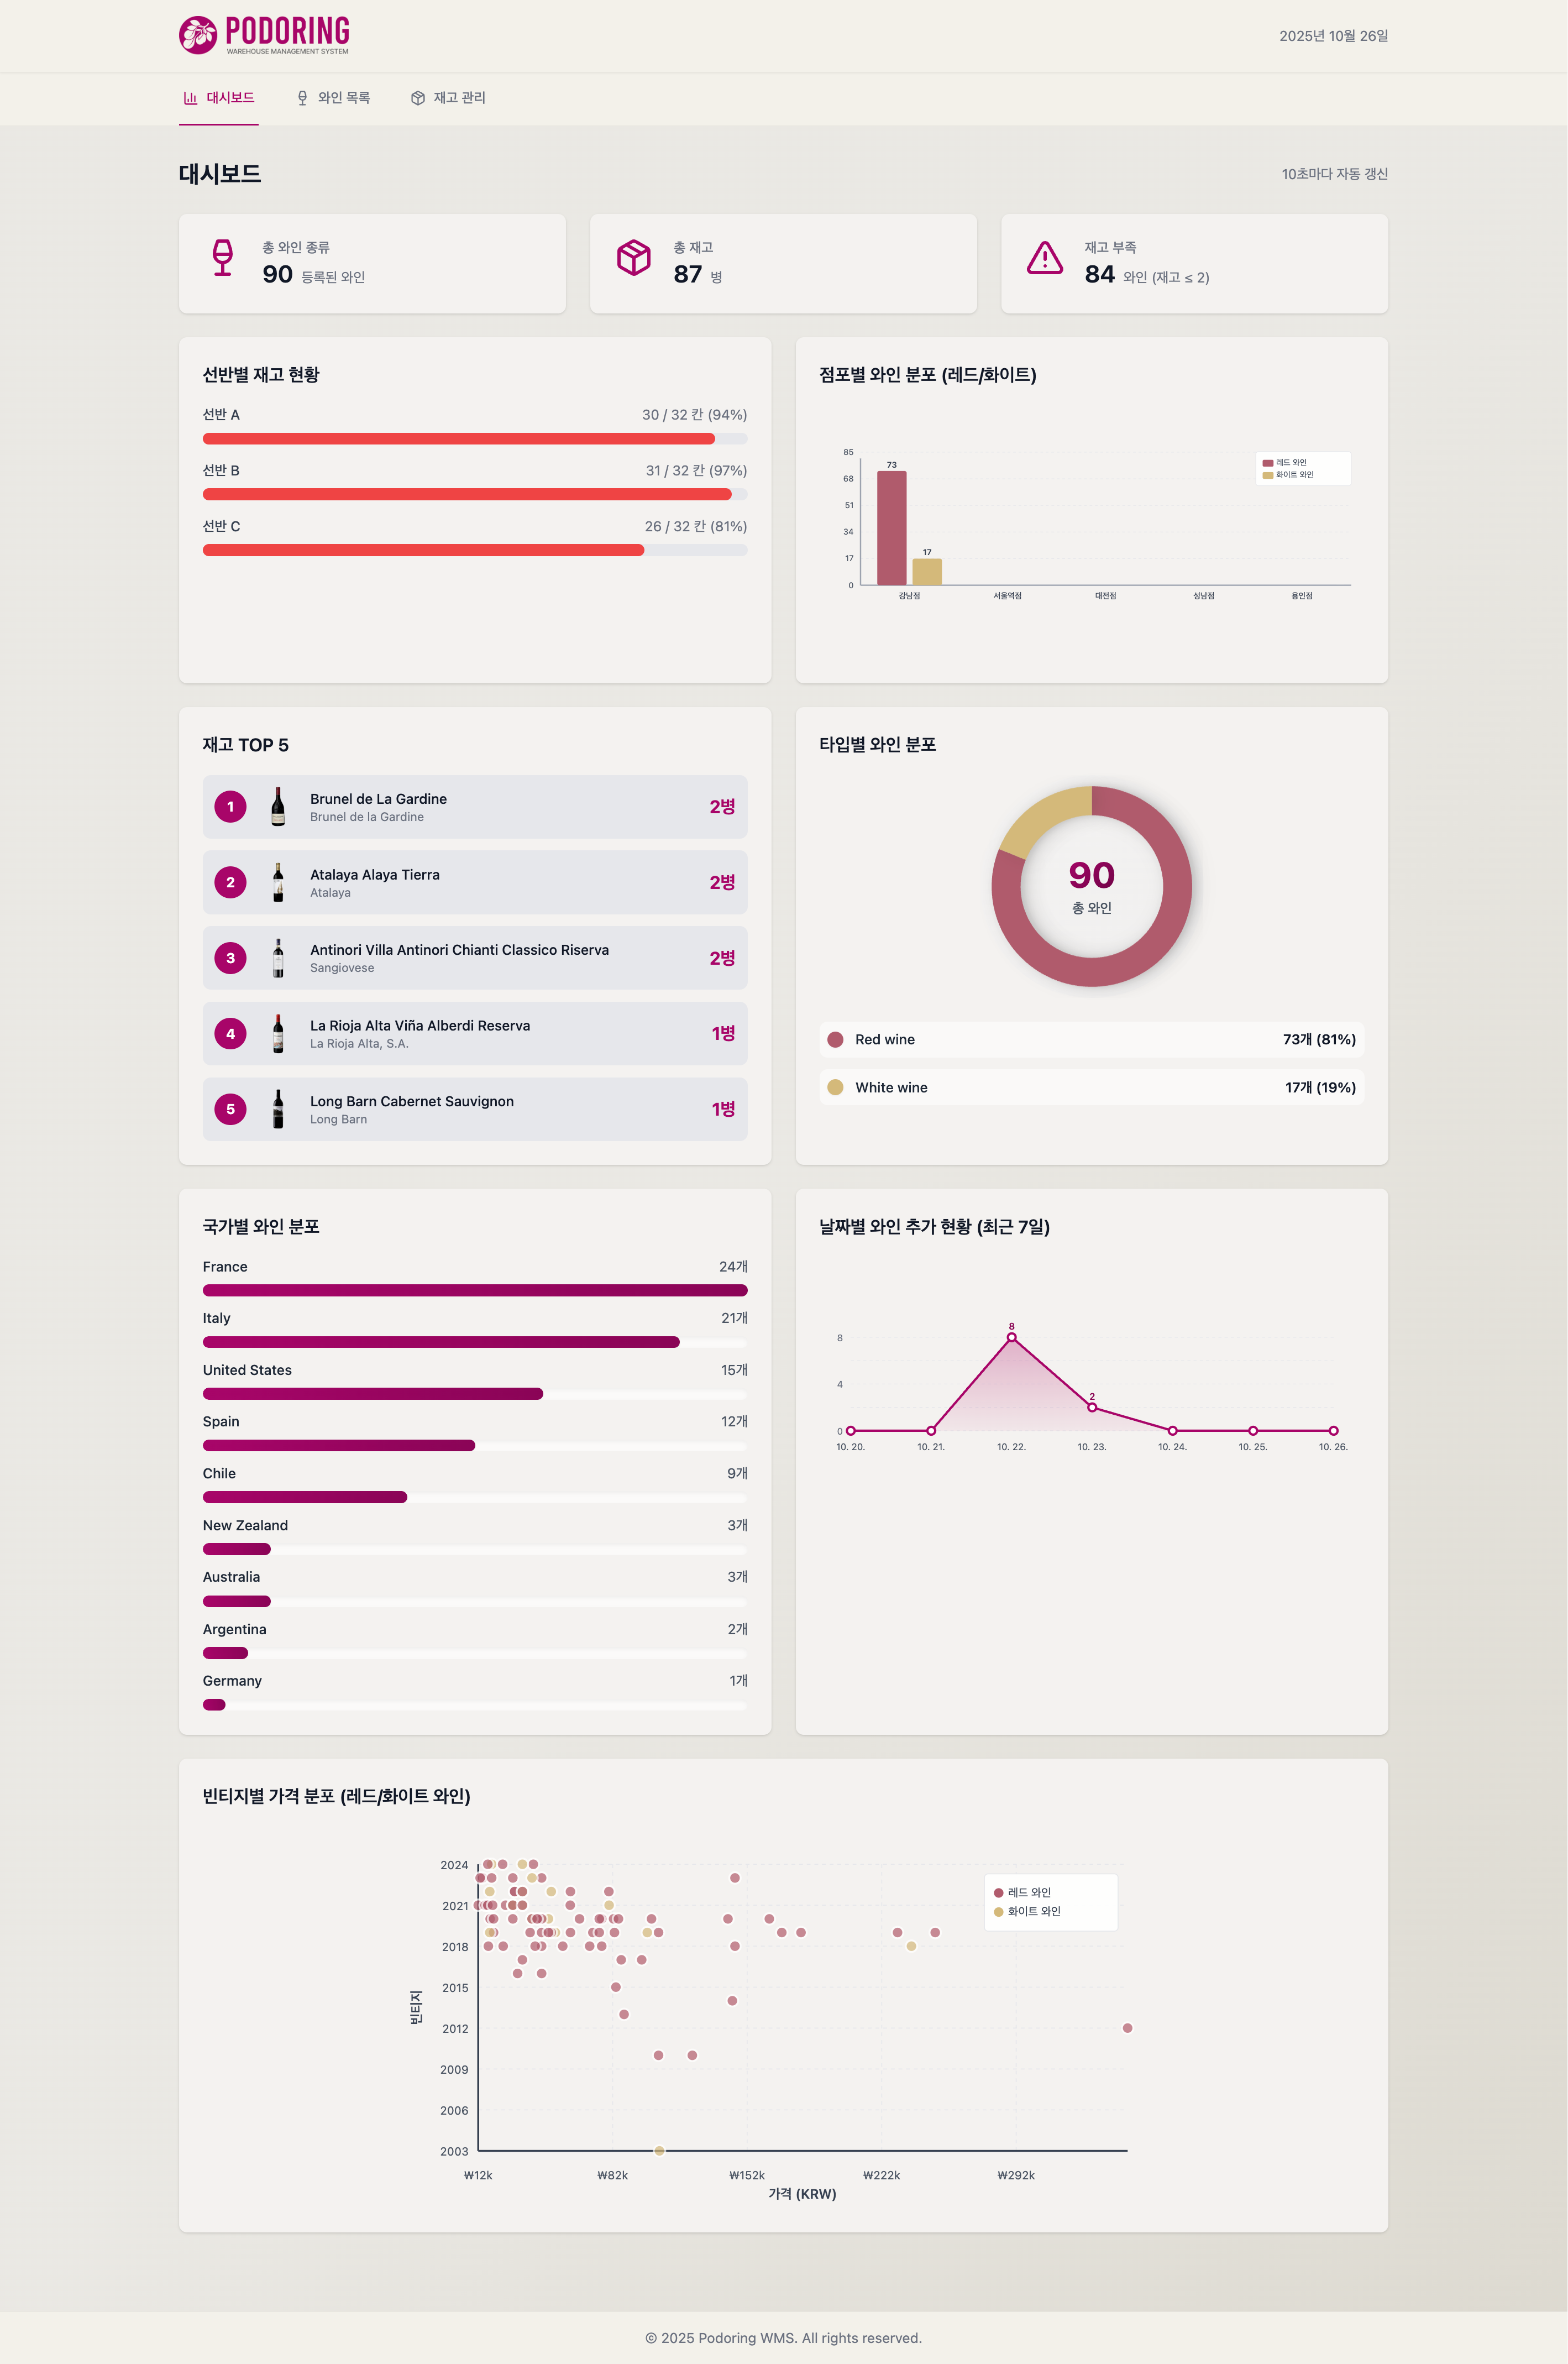 PODORING
WAREHOUSE MANAGEMENT SYSTEM
2025년 10월 26일
대시보드
와인 목록
재고 관리
대시보드
10초마다 자동 갱신
총 와인 종류
90 등록된 와인
총 재고
87 병
재고 부족
84 와인 (재고 ≤ 2)
선반별 재고 현황
선반 A 30 / 32 칸 (94%)
선반 B 31 / 32 칸 (97%)
선반 C 26 / 32 칸 (81%)
점포별 와인 분포 (레드/화이트)
85
68
51
34
17
0
73
17
레드 와인
화이트 와인
강남점 서울역점 대전점 성남점 용인점
재고 TOP 5
1 Brunel de La Gardine 2병
Brunel de la Gardine
2 Atalaya Alaya Tierra 2병
Atalaya
3 Antinori Villa Antinori Chianti Classico Riserva 2병
Sangiovese
4 La Rioja Alta Viña Alberdi Reserva 1병
La Rioja Alta, S.A.
5 Long Barn Cabernet Sauvignon 1병
Long Barn
타입별 와인 분포
90
총 와인
Red wine 73개 (81%)
White wine 17개 (19%)
국가별 와인 분포
France 24개
Italy 21개
United States 15개
Spain 12개
Chile 9개
New Zealand 3개
Australia 3개
Argentina 2개
Germany 1개
날짜별 와인 추가 현황 (최근 7일)
8
8
4
2
0
10. 20. 10. 21. 10. 22. 10. 23. 10. 24. 10. 25. 10. 26.
빈티지별 가격 분포 (레드/화이트 와인)
2024
2021
2018
2015
2012
2009
2006
2003
빈티지
레드 와인
화이트 와인
₩12k ₩82k ₩152k ₩222k ₩292k
가격 (KRW)
© 2025 Podoring WMS. All rights reserved.